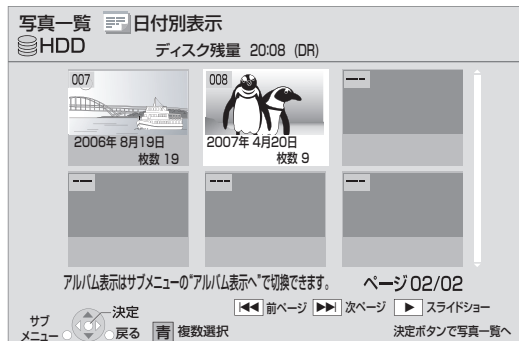 写真一覧 日付別表示
HDD ディスク残量 20:08 (DR)
007 008 ---
2006年 8月19日 2007年 4月20日
枚数 19 枚数 9
--- --- ---
アルバム表示はサブメニューの“アルバム表示へ”で切換できます。 ページ 02/02
前ページ 次ページ スライドショー
サブメニュー 決定
戻る 青 複数選択 決定ボタンで写真一覧へ